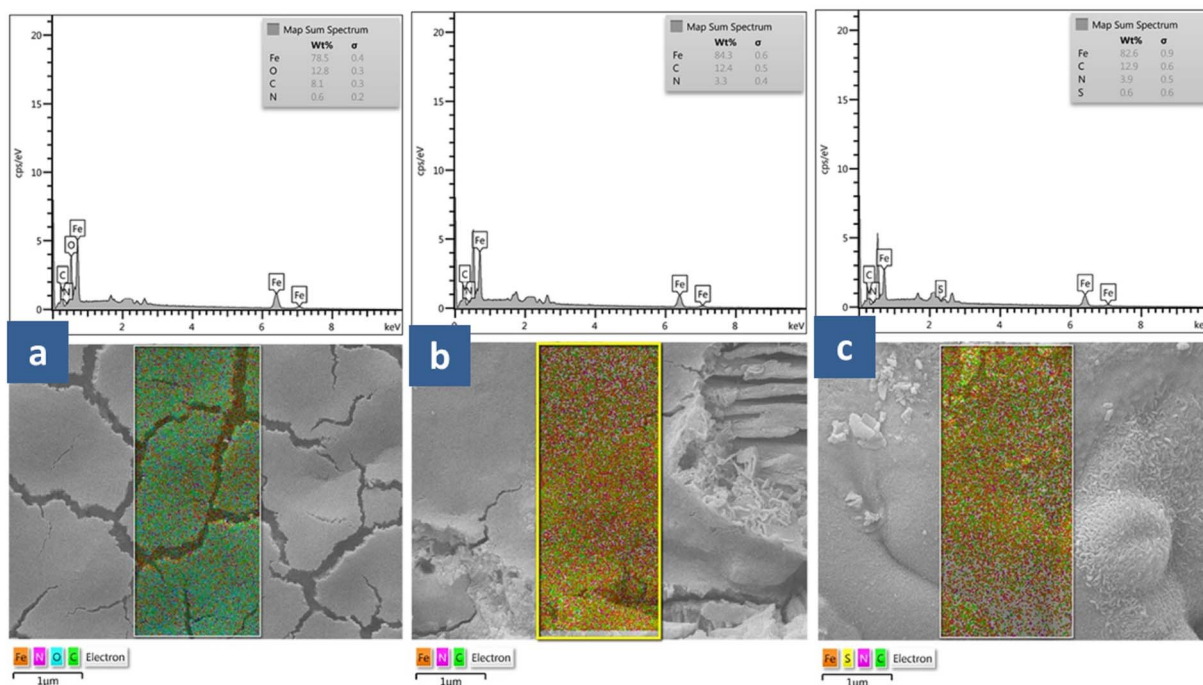 Map Sum Spectrum
Wt% σ
Fe 78.5 0.4
O 12.8 0.3
C 8.1 0.3
N 0.6 0.2
20
15
10
5
0
cps/eV
Fe
O
C
N
Fe
Fe
2 4 6 8 keV
a
Fe N O C Electron
1µm
Map Sum Spectrum
Wt% σ
Fe 84.3 0.6
C 12.4 0.5
N 3.3 0.4
20
15
10
5
0
cps/eV
Fe
C
N
Fe
Fe
0 2 4 6 8 keV
b
Fe N C Electron
1µm
Map Sum Spectrum
Wt% σ
Fe 82.6 0.9
C 12.9 0.6
N 3.9 0.5
S 0.6 0.6
20
15
10
5
0
cps/eV
Fe
C
N
S
Fe
Fe
2 4 6 8 keV
c
Fe S N C Electron
1µm